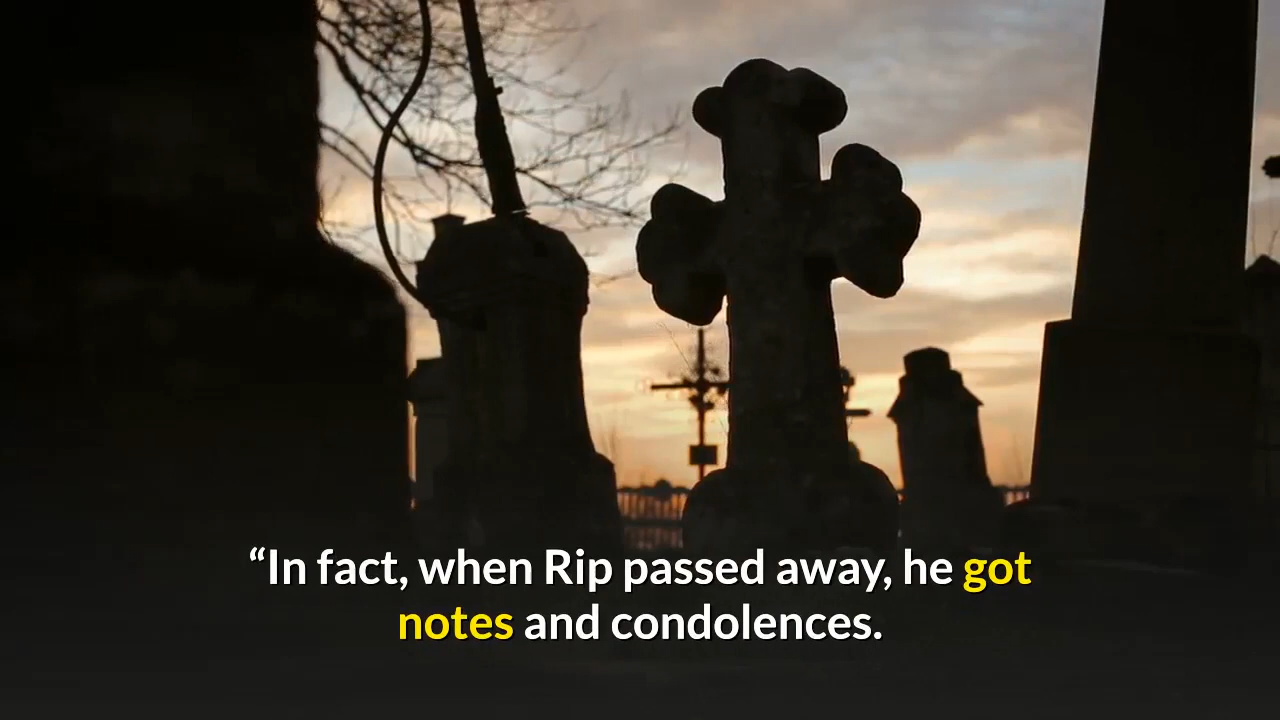 “In fact, when Rip passed away, he got
notes and condolences.